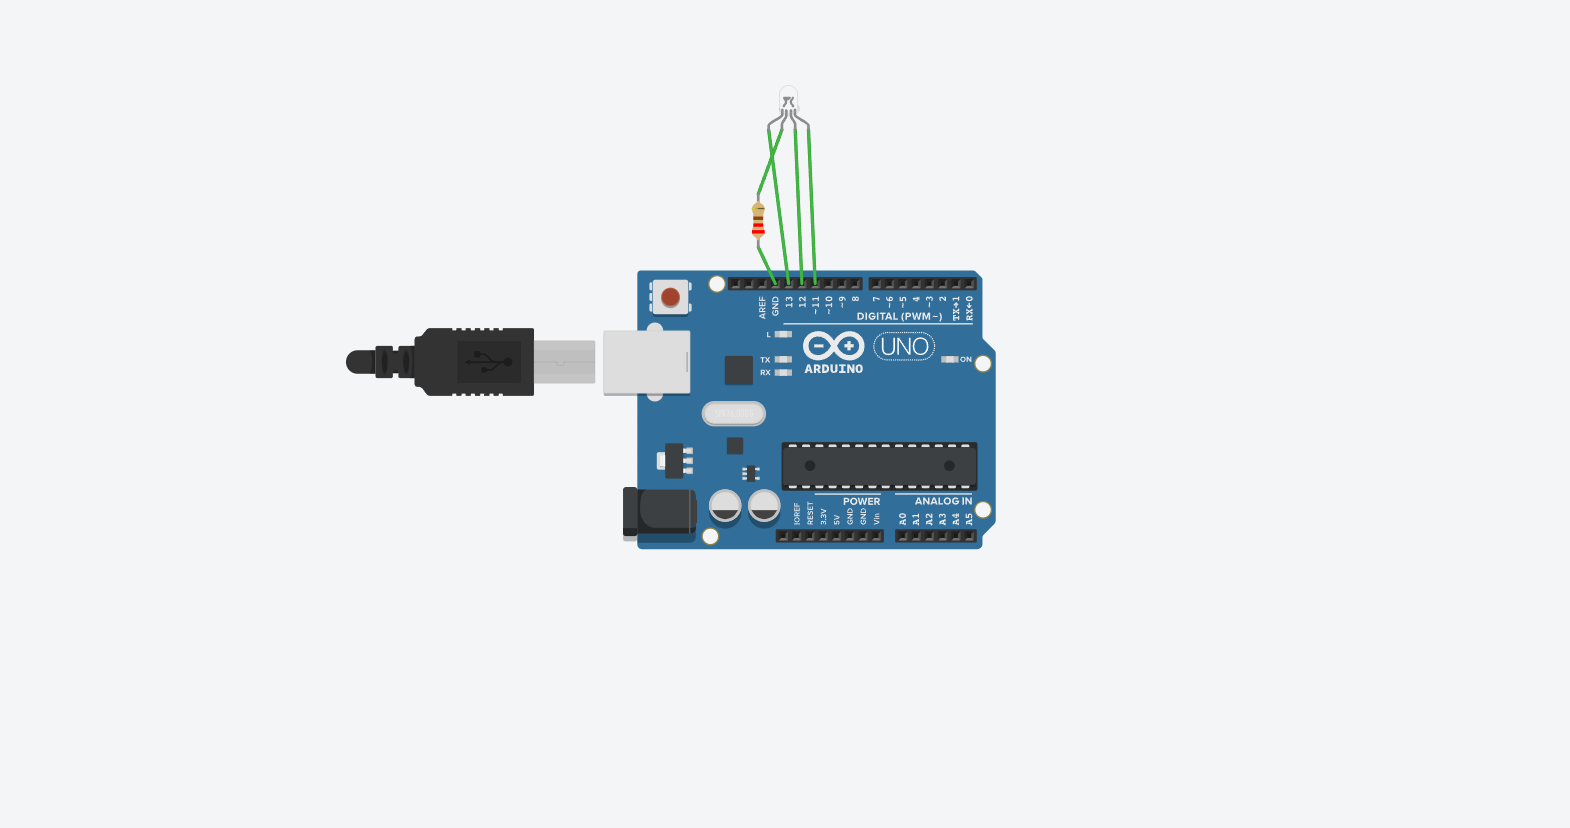 AREF
GND
13
12
~11
~10
~9
8
7
~6
~5
4
~3
2
TX→1
RX←0
DIGITAL (PWM~)
L
TX
RX
ARDUINO
UNO
ON
POWER
ANALOG IN
IOREF
RESET
3.3V
5V
GND
GND
Vin
A0
A1
A2
A3
A4
A5